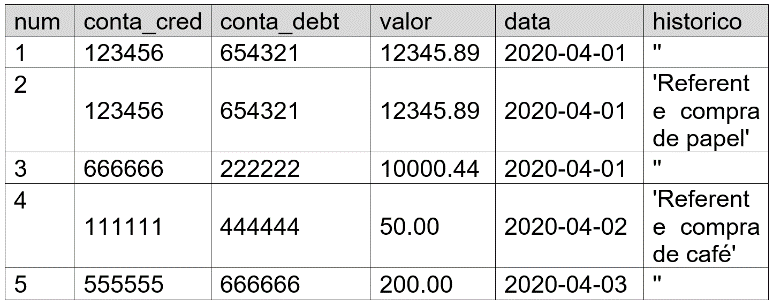 num conta_cred conta_debt valor data historico
1 123456 654321 12345.89 2020-04-01 ''
2 123456 654321 12345.89 2020-04-01 'Referent
e compra
de papel'
3 666666 222222 10000.44 2020-04-01 ''
4 111111 444444 50.00 2020-04-02 'Referent
e compra
de café'
5 555555 666666 200.00 2020-04-03 ''